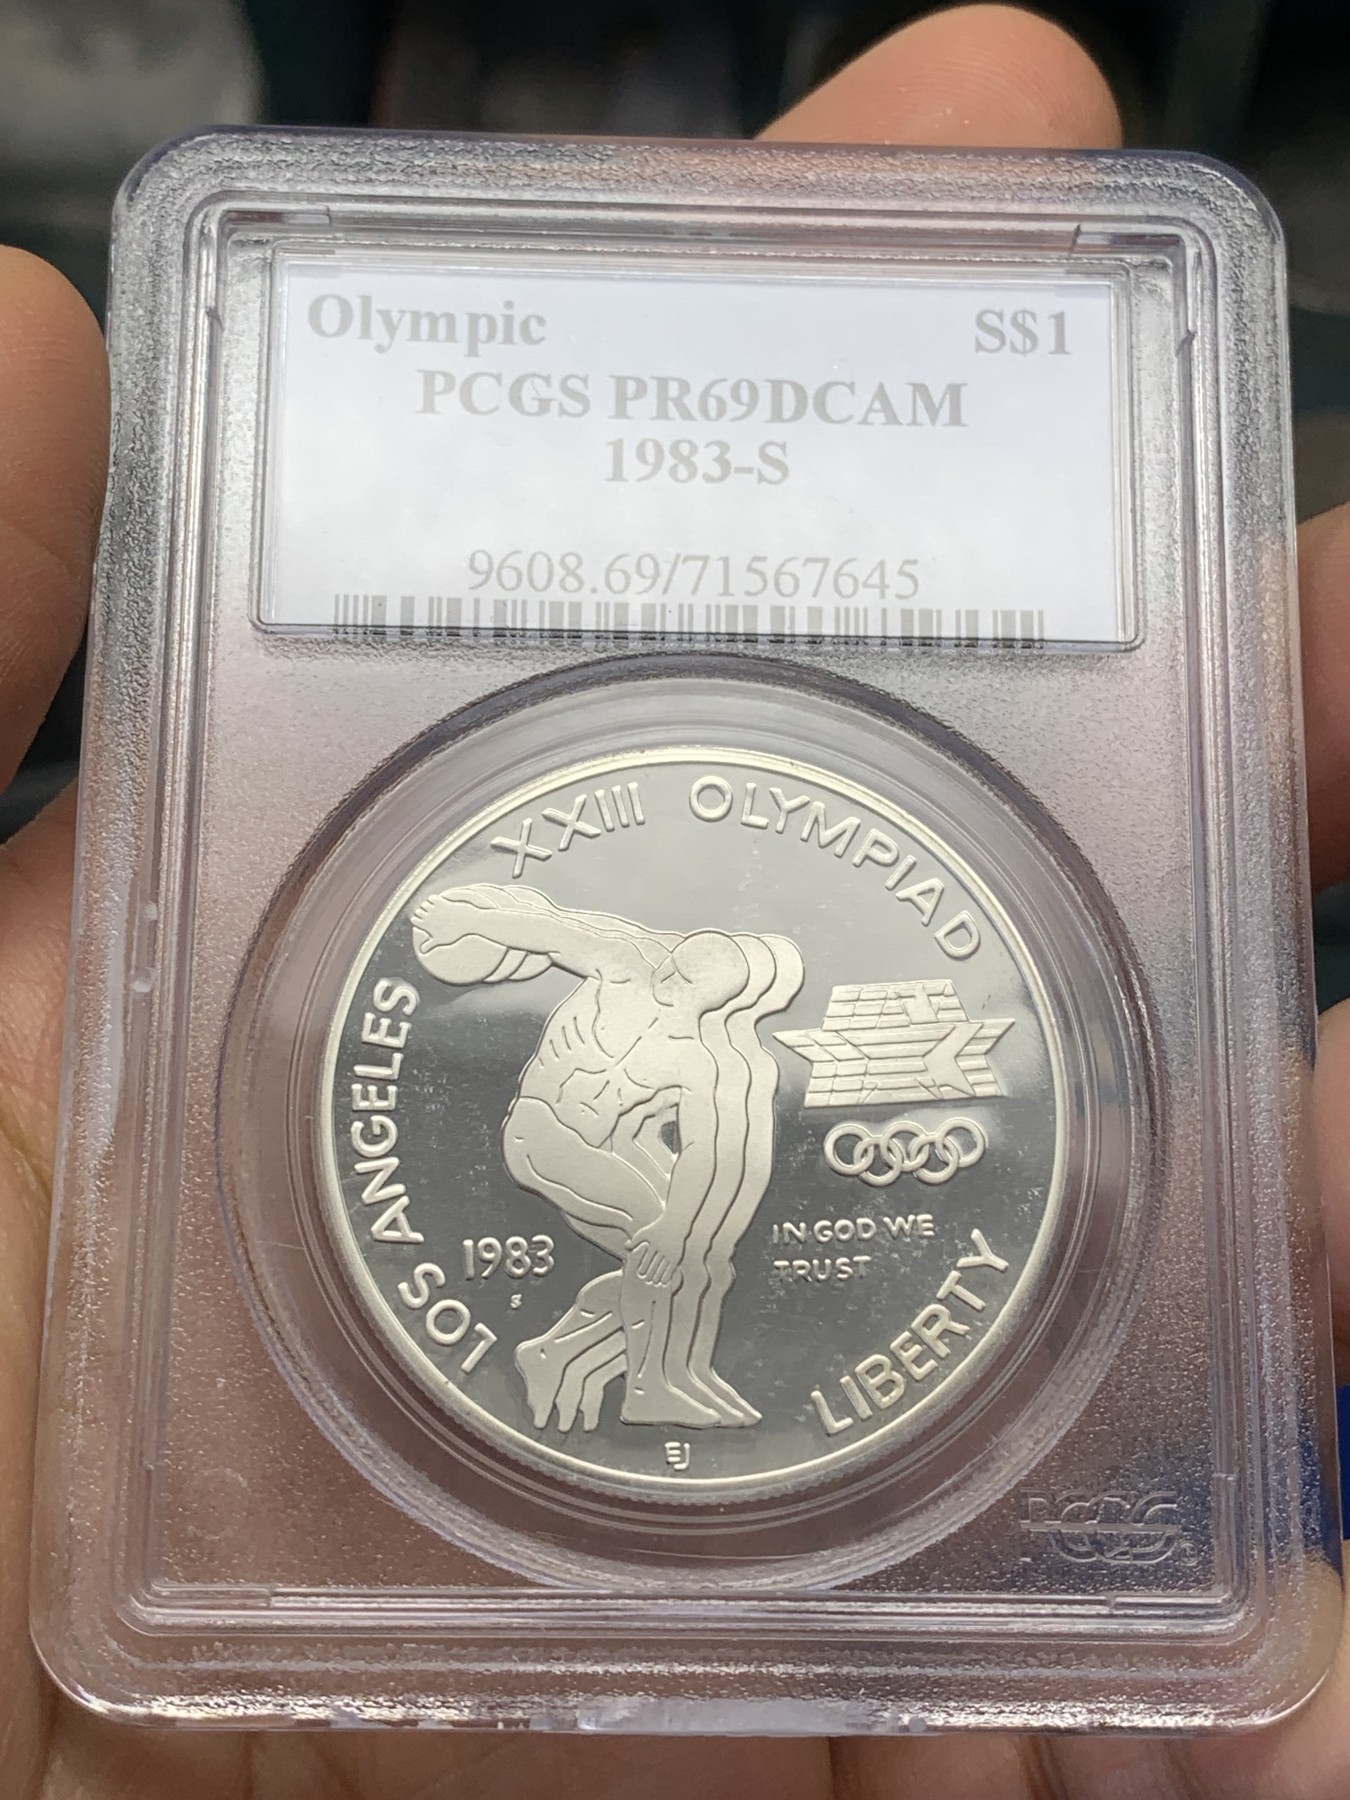 Olympic S$1
PCGS PR69DCAM
1983-S
9608.69/71567645
XXIII OLYMPIAD
LOS ANGELES
1983
S
IN GOD WE
TRUST
LIBERTY
EJ
PCGS